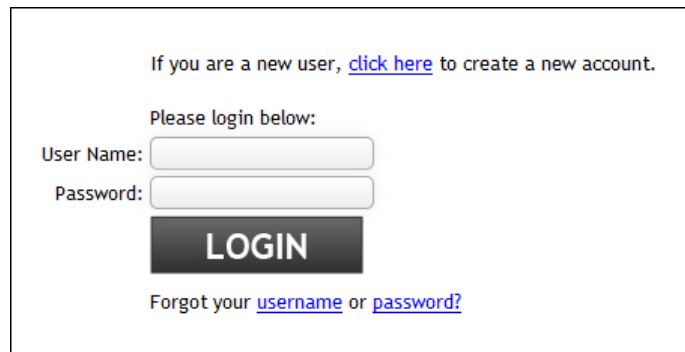 If you are a new user, click here to create a new account.
Please login below:
User Name:
Password:
LOGIN
Forgot your username or password?